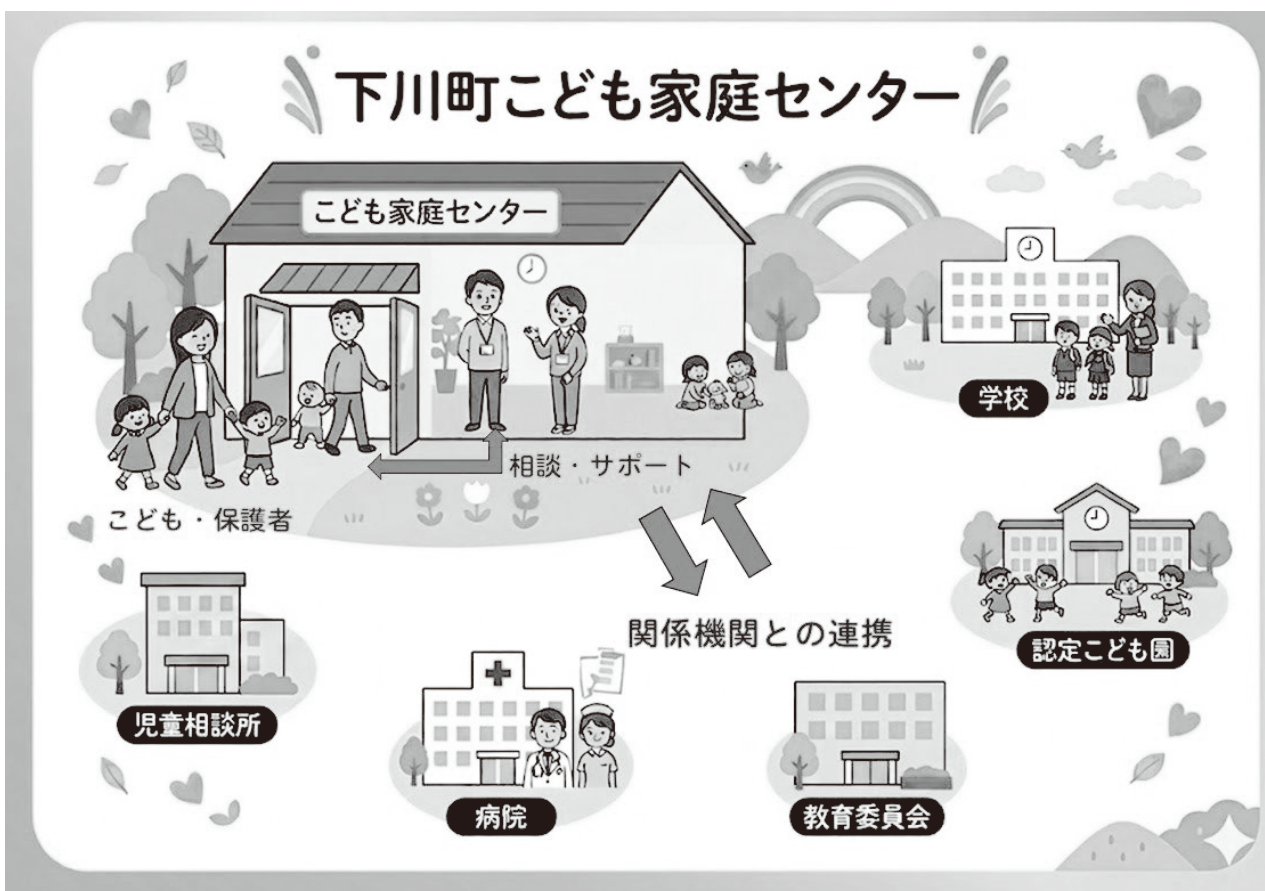 下川町こども家庭センター
こども家庭センター
学校
相談・サポート
こども・保護者
関係機関との連携
認定こども園
児童相談所
病院
教育委員会